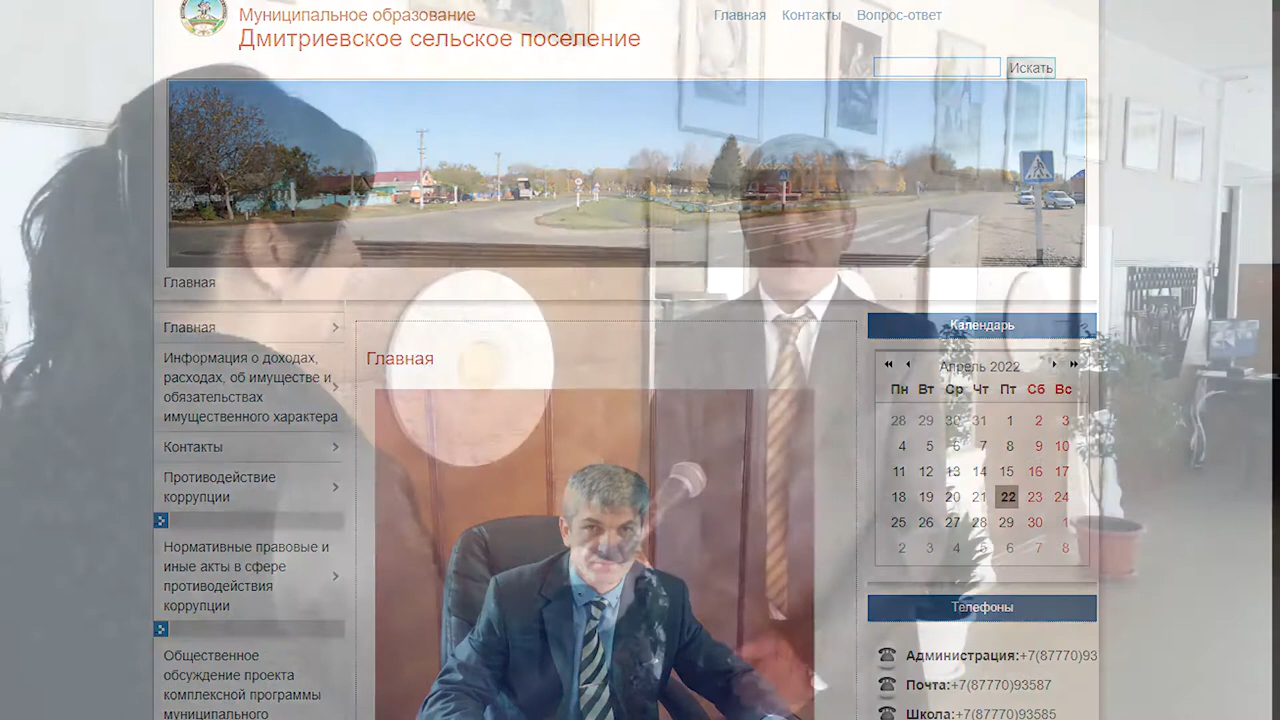 Муниципальное образование
Дмитриевское сельское поселение
Главная Контакты Вопрос-ответ
Искать
Главная
Главная
Информация о доходах,
расходах, об имуществе и
обязательствах
имущественного характера
Контакты
Противодействие
коррупции
Нормативные правовые и
иные акты в сфере
противодействия
коррупции
Общественное
обсуждение проекта
комплексной программы
муниципального
Главная
Календарь
Апрель 2022
Пн Вт Ср Чт Пт Сб Вс
28 29 30 31 1 2 3
4 5 6 7 8 9 10
11 12 13 14 15 16 17
18 19 20 21 22 23 24
25 26 27 28 29 30 1
2 3 4 5 6 7 8
Телефоны
Администрация:+7(87770)93
Почта:+7(87770)93587
Школа:+7(87770)93585